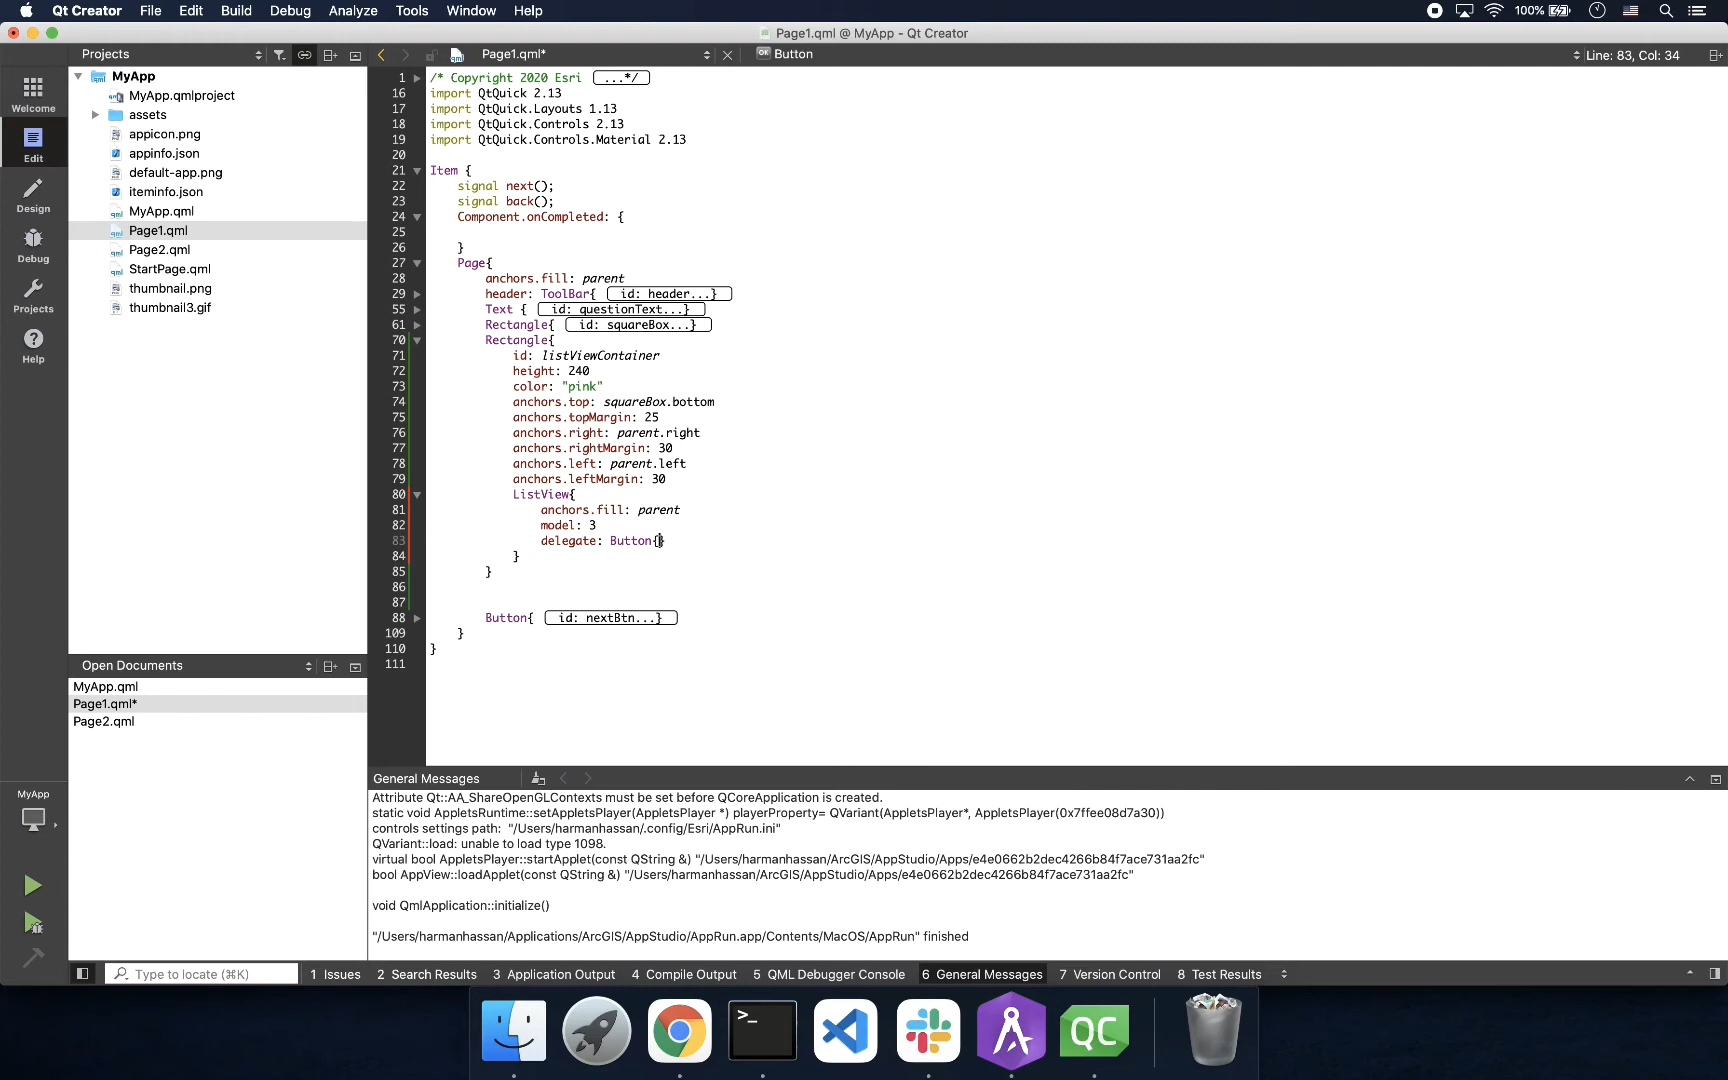 Qt Creator File Edit Build Debug Analyze Tools Window Help 100%
Page1.qml @ MyApp - Qt Creator
Projects Page1.qml* Button Line: 83, Col: 34
Welcome
Edit
Design
Debug
Projects
Help
MyApp
MyApp.qmlproject
assets
appicon.png
appinfo.json
default-app.png
iteminfo.json
MyApp.qml
Page1.qml
Page2.qml
StartPage.qml
thumbnail.png
thumbnail3.gif
Open Documents
MyApp.qml
Page1.qml*
Page2.qml
MyApp
1 /* Copyright 2020 Esri ...*/
16 import QtQuick 2.13
17 import QtQuick.Layouts 1.13
18 import QtQuick.Controls 2.13
19 import QtQuick.Controls.Material 2.13
20
21 Item {
22 signal next();
23 signal back();
24 Component.onCompleted: {
25
26 }
27 Page{
28 anchors.fill: parent
29 header: ToolBar{ id: header...}
55 Text { id: questionText...}
61 Rectangle{ id: squareBox...}
70 Rectangle{
71 id: listViewContainer
72 height: 240
73 color: "pink"
74 anchors.top: squareBox.bottom
75 anchors.topMargin: 25
76 anchors.right: parent.right
77 anchors.rightMargin: 30
78 anchors.left: parent.left
79 anchors.leftMargin: 30
80 ListView{
81 anchors.fill: parent
82 model: 3
83 delegate: Button{}
84 }
85 }
86
87
88 Button{ id: nextBtn...}
109 }
110 }
111
General Messages
Attribute Qt::AA_ShareOpenGLContexts must be set before QCoreApplication is created.
static void AppletsRuntime::setAppletsPlayer(AppletsPlayer *) playerProperty= QVariant(AppletsPlayer*, AppletsPlayer(0x7ffee08d7a30))
controls settings path: "/Users/harmanhassan/.config/Esri/AppRun.ini"
QVariant::load: unable to load type 1098.
virtual bool AppletsPlayer::startApplet(const QString &) "/Users/harmanhassan/ArcGIS/AppStudio/Apps/e4e0662b2dec4266b84f7ace731aa2fc"
bool AppView::loadApplet(const QString &) "/Users/harmanhassan/ArcGIS/AppStudio/Apps/e4e0662b2dec4266b84f7ace731aa2fc"
void QmlApplication::initialize()
"/Users/harmanhassan/Applications/ArcGIS/AppStudio/AppRun.app/Contents/MacOS/AppRun" finished
Type to locate (⌘K) 1 Issues 2 Search Results 3 Application Output 4 Compile Output 5 QML Debugger Console 6 General Messages 7 Version Control 8 Test Results
>_ QC